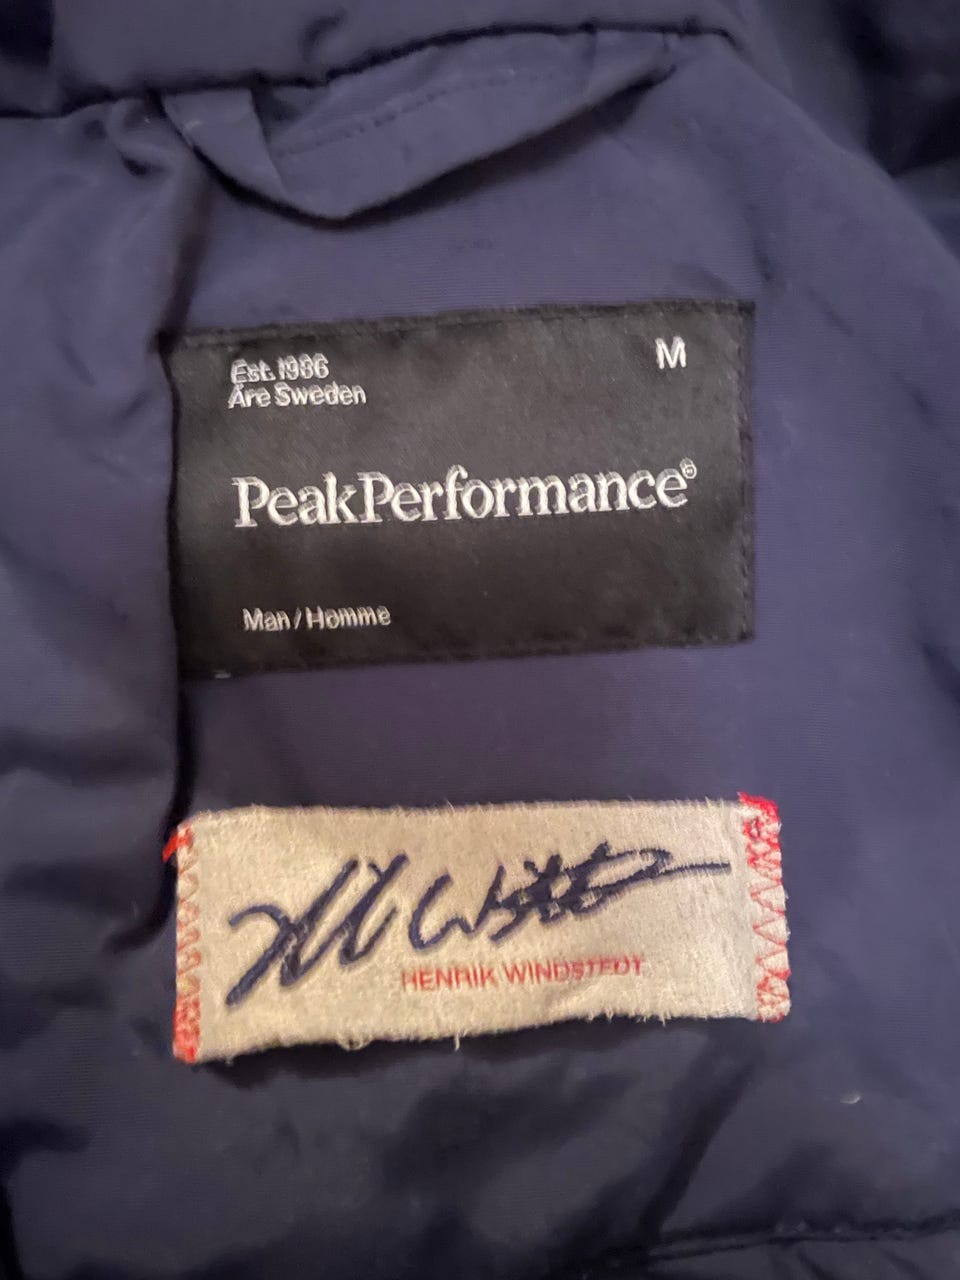 Est. 1986
M
Åre Sweden
PeakPerformance®
Man / Homme
HENRIK WINDSTEDT